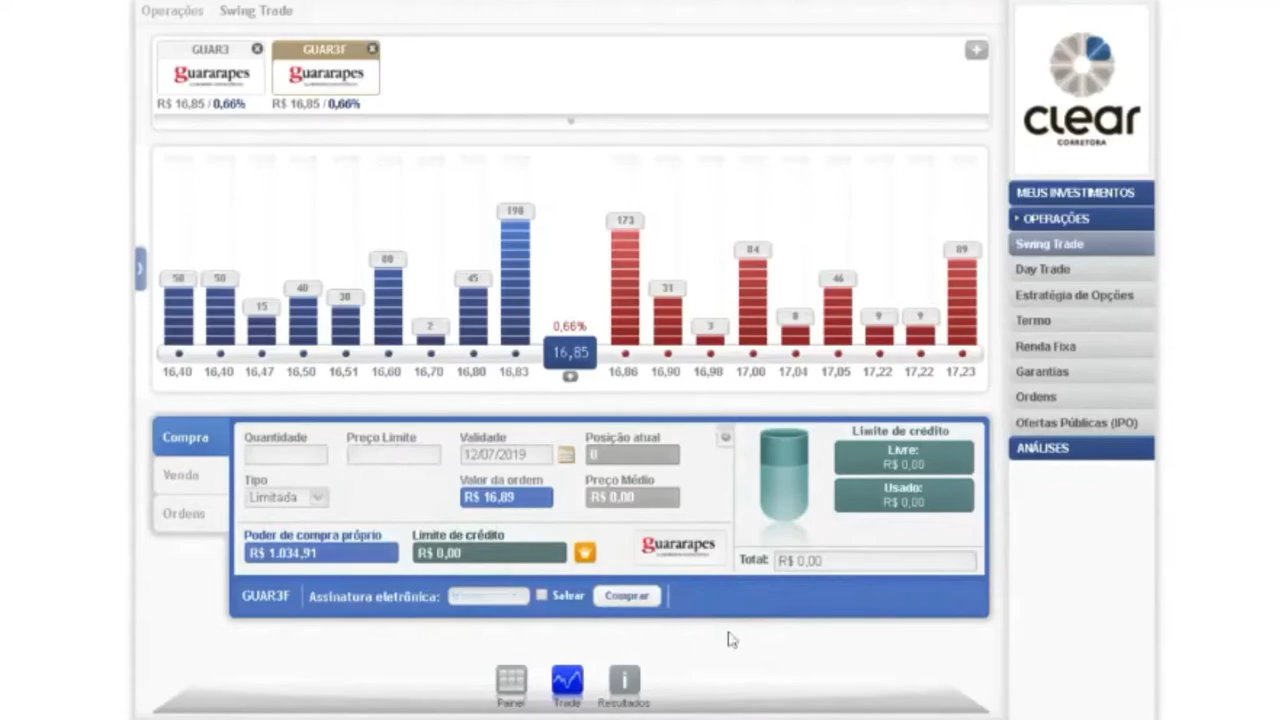 Operações Swing Trade
GUAR3 GUAR3F
guararapes guararapes
R$ 16,85 / 0,66% R$ 16,85 / 0,66%
clear
CORRETORA
MEUS INVESTIMENTOS
OPERAÇÕES
Swing Trade
Day Trade
Estratégia de Opções
Termo
Renda Fixa
Garantias
Ordens
Ofertas Públicas (IPO)
ANÁLISES
50 50 15 40 30 80 2 45 190 173 31 3 84 8 46 9 9 89
0,66%
16,85
16,40 16,40 16,47 16,50 16,51 16,60 16,70 16,80 16,83 16,86 16,90 16,98 17,00 17,04 17,05 17,22 17,22 17,23
Compra
Venda
Ordens
Quantidade Preço Limite Validade Posição atual
12/07/2019 0
Tipo Valor da ordem Preço Médio
Limitada R$ 16,89 R$ 0,00
Poder de compra próprio Limite de crédito
R$ 1.034,91 R$ 0,00
guararapes
Limite de crédito
Livre:
R$ 0,00
Usado:
R$ 0,00
Total: R$ 0,00
GUAR3F Assinatura eletrônica: Salvar Comprar
Painel Trade Resultados